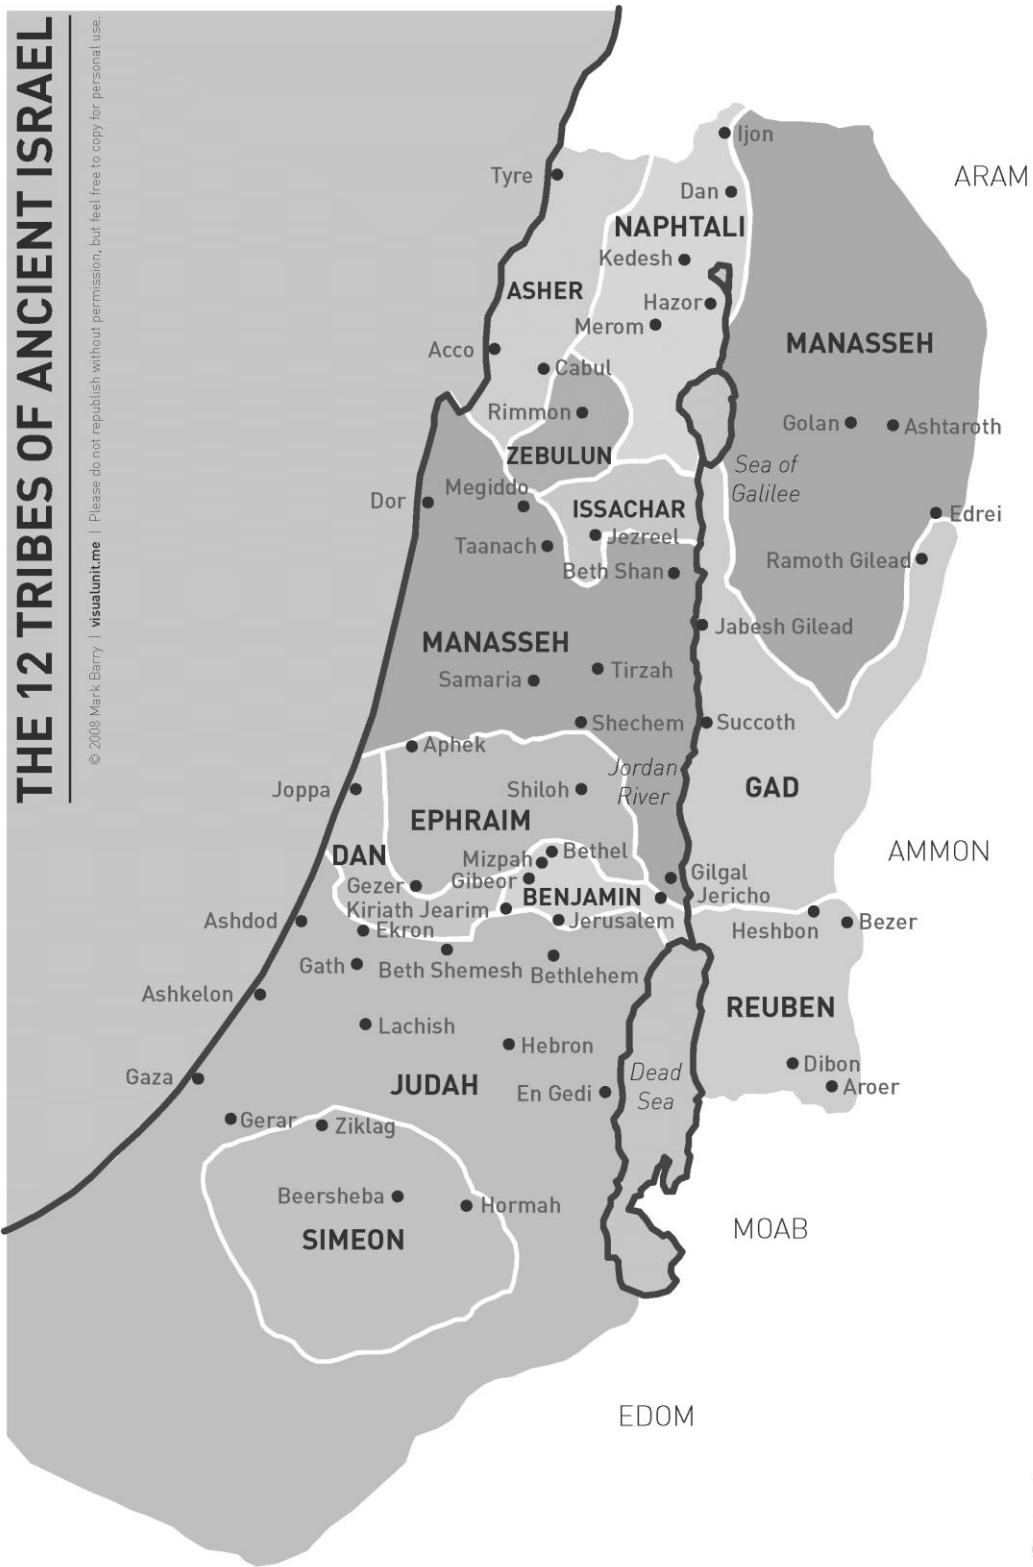 THE 12 TRIBES OF ANCIENT ISRAEL
© 2008 Mark Barry | visualunit.me | Please do not republish without permission, but feel free to copy for personal use.
Ijon
ARAM
Tyre
Dan
NAPHTALI
Kedesh
ASHER
Hazor
Merom
MANASSEH
Acco
Cabul
Rimmon
Golan
Ashtaroth
ZEBULUN
Sea of
Galilee
Megiddo
Dor
ISSACHAR
Edrei
Jezreel
Taanach
Ramoth Gilead
Beth Shan
Jabesh Gilead
MANASSEH
Tirzah
Samaria
Shechem
Succoth
Aphek
Jordan
River
Joppa
Shiloh
GAD
EPHRAIM
DAN
Bethel
AMMON
Mizpah
Gilgal
Gezer
Gibeor
BENJAMIN
Jericho
Kiriath Jearim
Ashdod
Jerusalem
Ekron
Heshbon
Bezer
Gath
Beth Shemesh
Bethlehem
Ashkelon
REUBEN
Lachish
Hebron
Dibon
Gaza
JUDAH
En Gedi
Dead
Sea
Aroer
Gerar
Ziklag
Beersheba
Hormah
MOAB
SIMEON
EDOM